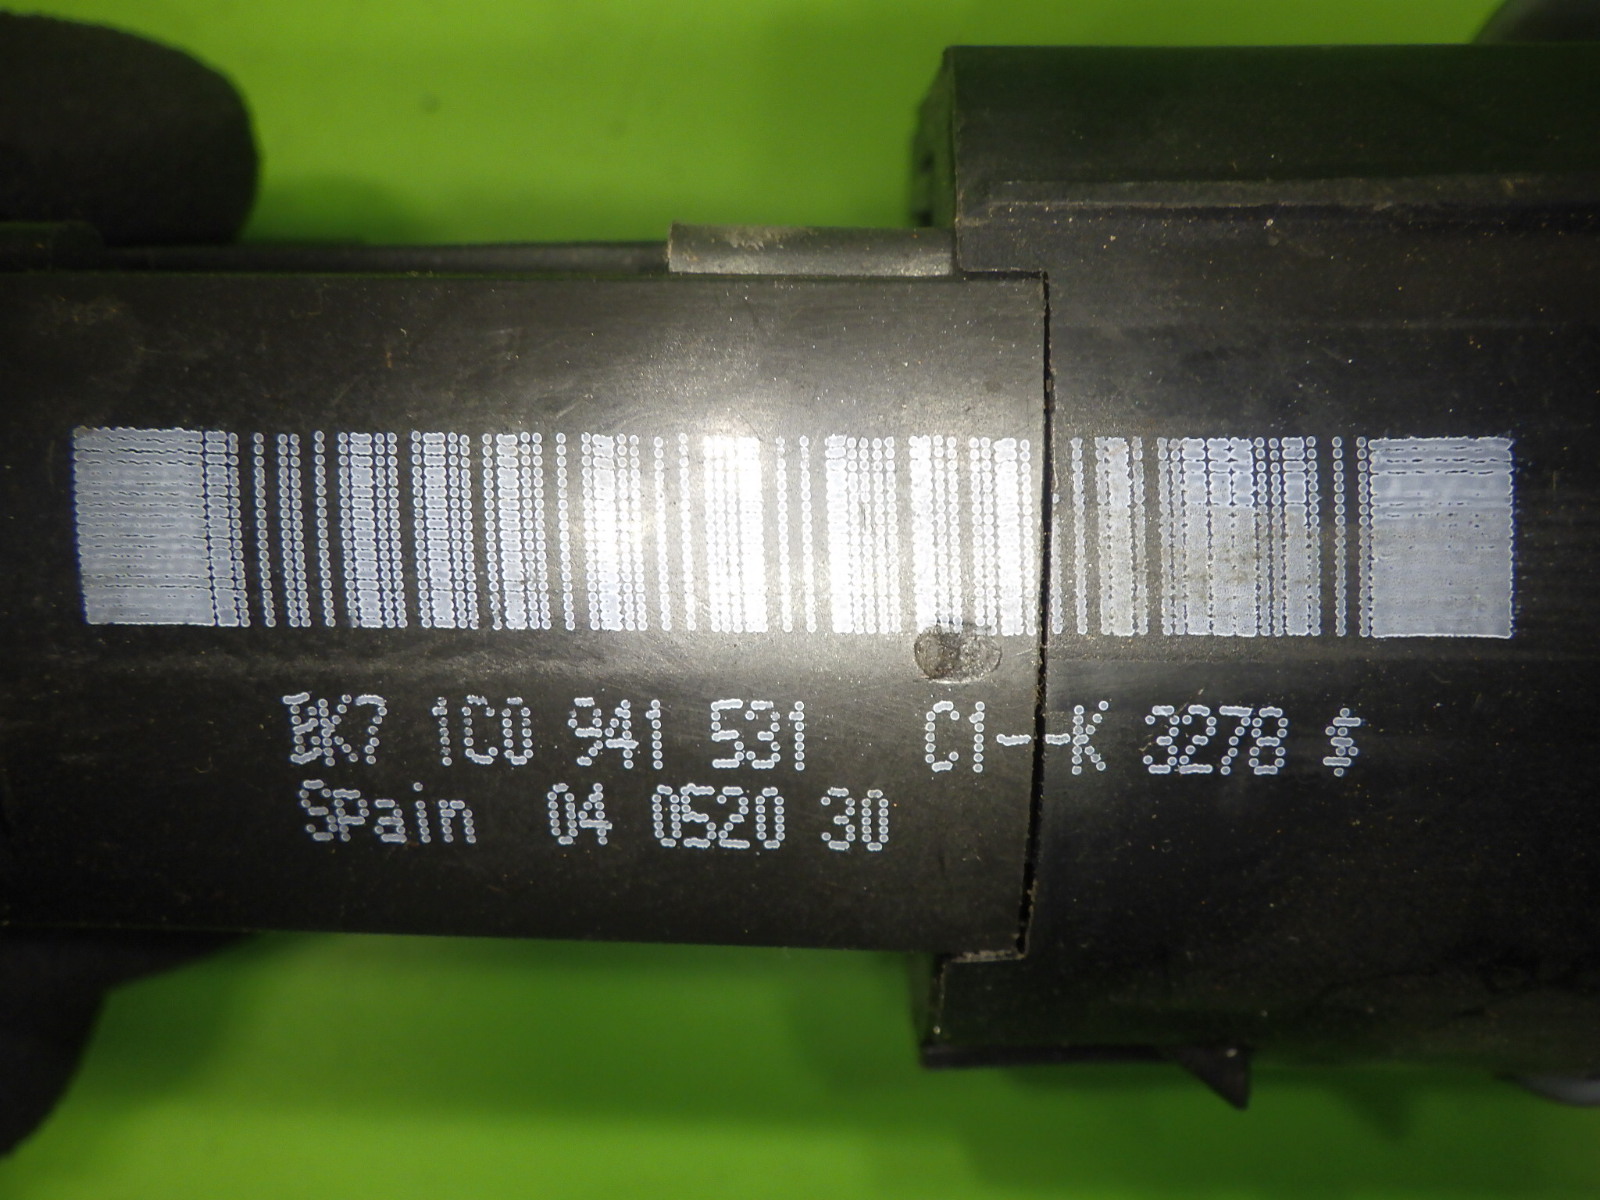 BK7 1C0 941 531 C1--K 3278 $
Spain 04 0520 30